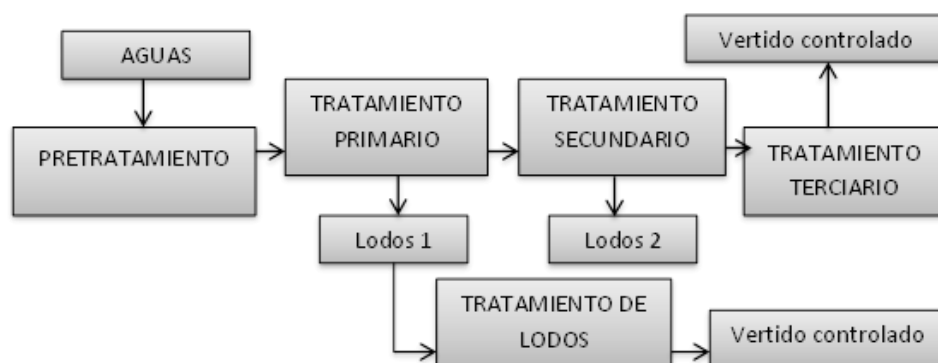 AGUAS
PRETRATAMIENTO
TRATAMIENTO
PRIMARIO
TRATAMIENTO
SECUNDARIO
Vertido controlado
TRATAMIENTO
TERCIARIO
Lodos 1
Lodos 2
TRATAMIENTO DE
LODOS
Vertido controlado